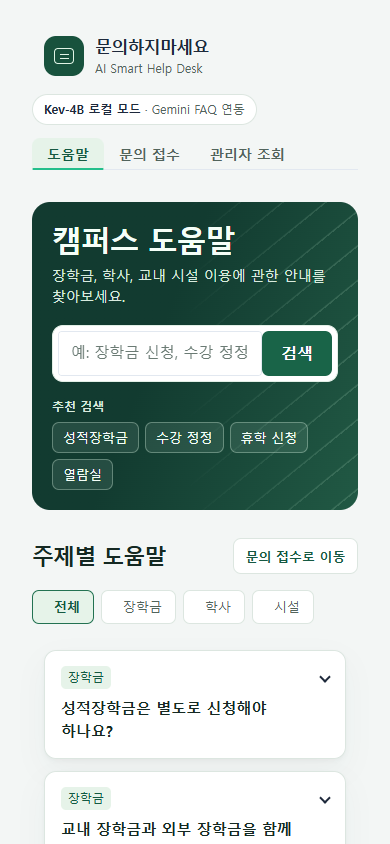 문의하지마세요
AI Smart Help Desk
Kev-4B 로컬 모드 · Gemini FAQ 연동
도움말 문의 접수 관리자 조회
캠퍼스 도움말
장학금, 학사, 교내 시설 이용에 관한 안내를
찾아보세요.
예: 장학금 신청, 수강 정정 검색
추천 검색
성적장학금 수강 정정 휴학 신청
열람실
주제별 도움말 문의 접수로 이동
전체 장학금 학사 시설
장학금
성적장학금은 별도로 신청해야
하나요?
장학금
교내 장학금과 외부 장학금을 함께